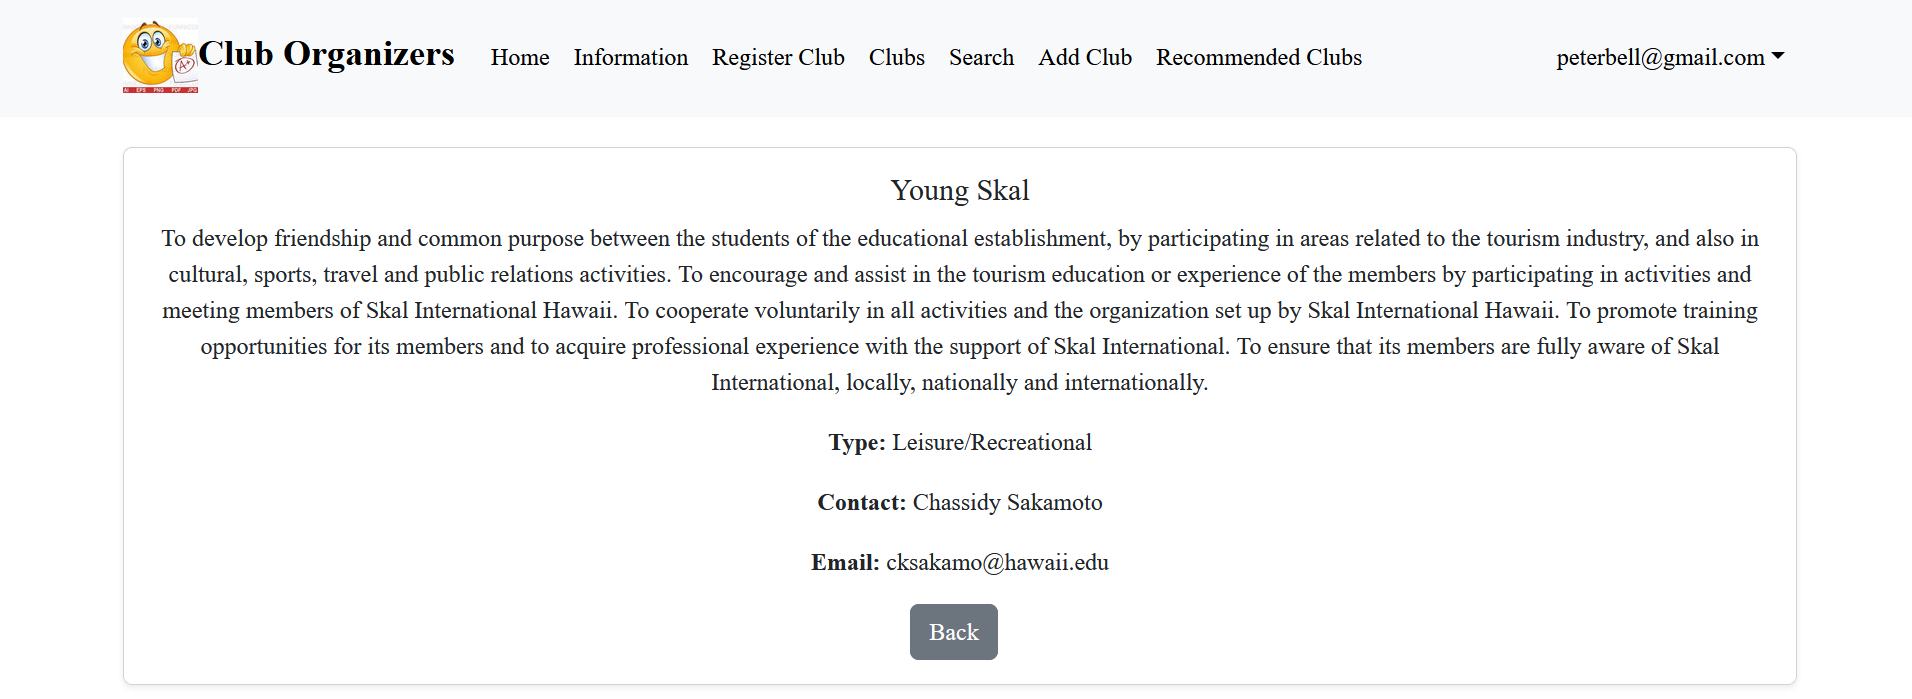 Club Organizers Home Information Register Club Clubs Search Add Club Recommended Clubs peterbell@gmail.com
A+
AI EPS PNG PDF JPG
Young Skal
To develop friendship and common purpose between the students of the educational establishment, by participating in areas related to the tourism industry, and also in
cultural, sports, travel and public relations activities. To encourage and assist in the tourism education or experience of the members by participating in activities and
meeting members of Skal International Hawaii. To cooperate voluntarily in all activities and the organization set up by Skal International Hawaii. To promote training
opportunities for its members and to acquire professional experience with the support of Skal International. To ensure that its members are fully aware of Skal
International, locally, nationally and internationally.
Type: Leisure/Recreational
Contact: Chassidy Sakamoto
Email: cksakamo@hawaii.edu
Back